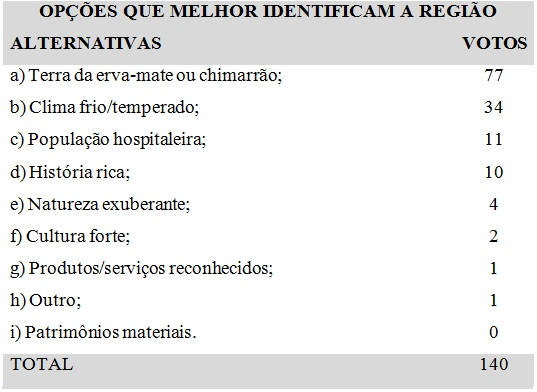 OPÇÕES QUE MELHOR IDENTIFICAM A REGIÃO
ALTERNATIVAS VOTOS
a) Terra da erva-mate ou chimarrão; 77
b) Clima frio/temperado; 34
c) População hospitaleira; 11
d) História rica; 10
e) Natureza exuberante; 4
f) Cultura forte; 2
g) Produtos/serviços reconhecidos; 1
h) Outro; 1
i) Patrimônios materiais. 0
TOTAL 140